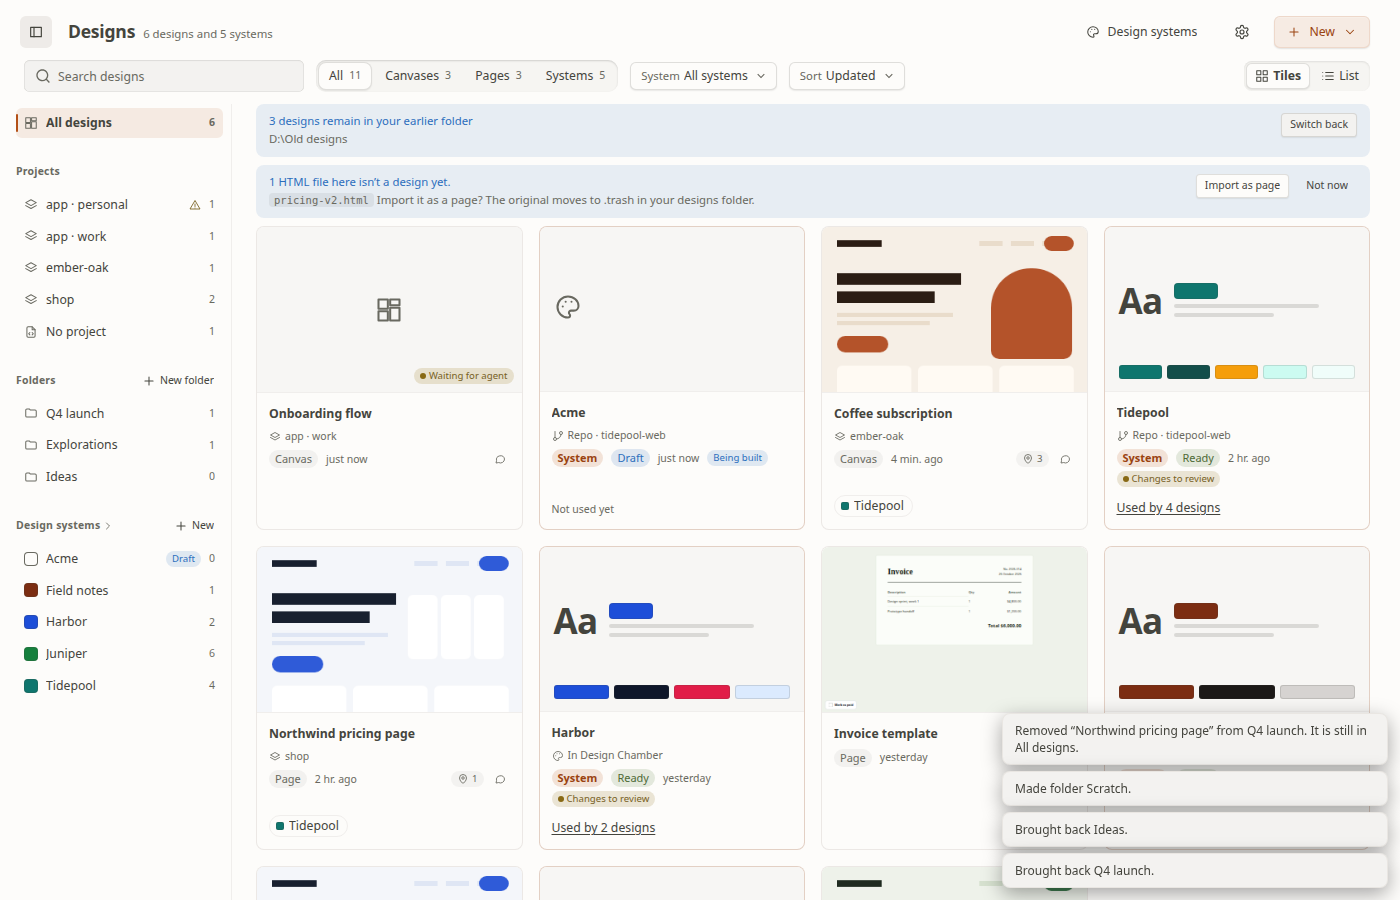 Designs 6 designs and 5 systems
Design systems
New
Search designs
All 11
Canvases 3
Pages 3
Systems 5
System All systems
Sort Updated
Tiles
List
All designs 6
Projects
app · personal 1
app · work 1
ember-oak 1
shop 2
No project 1
Folders
New folder
Q4 launch 1
Explorations 1
Ideas 0
Design systems
New
Acme Draft 0
Field notes 1
Harbor 2
Juniper 6
Tidepool 4
3 designs remain in your earlier folder
D:\Old designs
Switch back
1 HTML file here isn’t a design yet.
pricing-v2.html Import it as a page? The original moves to .trash in your designs folder.
Import as page
Not now
Waiting for agent
Onboarding flow
app · work
Canvas just now
Acme
Repo · tidepool-web
System Draft just now Being built
Not used yet
Coffee subscription
ember-oak
Canvas 4 min. ago 3
Tidepool
Aa
Tidepool
Repo · tidepool-web
System Ready 2 hr. ago
Changes to review
Used by 4 designs
Northwind pricing page
shop
Page 2 hr. ago 1
Tidepool
Aa
Harbor
In Design Chamber
System Ready yesterday
Changes to review
Used by 2 designs
Invoice
Invoice template
Page yesterday
Aa
Removed “Northwind pricing page” from Q4 launch. It is still in
All designs.
Made folder Scratch.
Brought back Ideas.
Brought back Q4 launch.